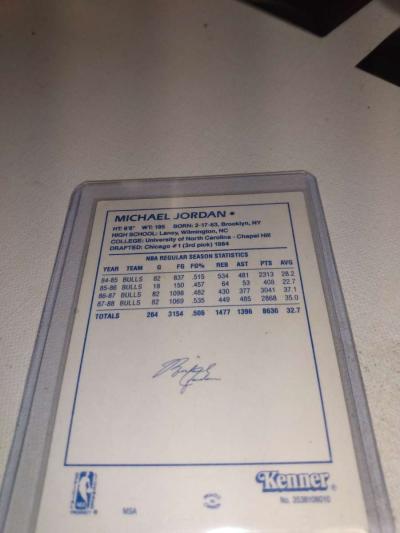 MICHAEL JORDAN •
HT: 6'6" WT: 195 BORN: 2-17-63, Brooklyn, NY
HIGH SCHOOL: Laney, Wilmington, NC
COLLEGE: University of North Carolina - Chapel Hill
DRAFTED: Chicago #1 (3rd pick) 1984
NBA REGULAR SEASON STATISTICS
YEAR TEAM G FG FG% REB AST PTS AVG
84-85 BULLS 82 837 .515 534 481 2313 28.2
85-86 BULLS 18 150 .457 64 53 408 22.7
86-87 BULLS 82 1098 .482 430 377 3041 37.1
87-88 BULLS 82 1069 .535 449 485 2868 35.0
TOTALS 264 3154 .506 1477 1396 8630 32.7
Michael Jordan
Kenner
No. 3538108010
MSA